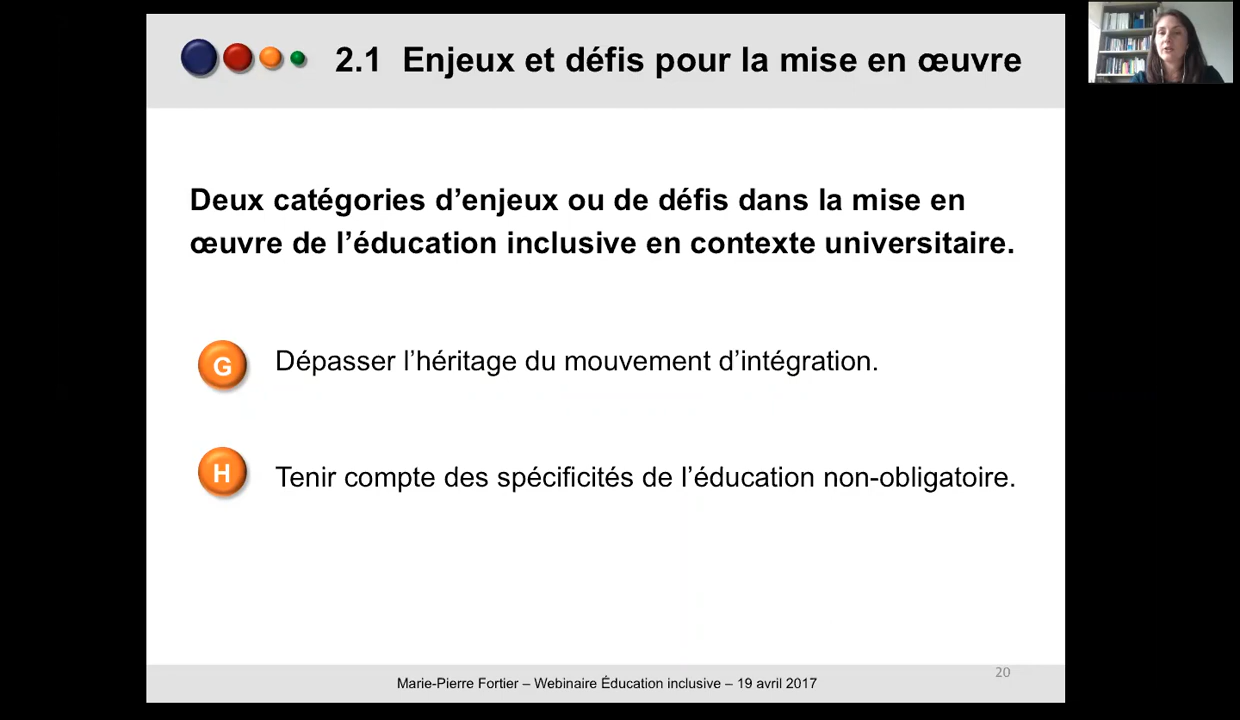 2.1 Enjeux et défis pour la mise en œuvre
Deux catégories d’enjeux ou de défis dans la mise en
œuvre de l’éducation inclusive en contexte universitaire.
G Dépasser l’héritage du mouvement d’intégration.
H Tenir compte des spécificités de l’éducation non-obligatoire.
20
Marie-Pierre Fortier – Webinaire Éducation inclusive – 19 avril 2017